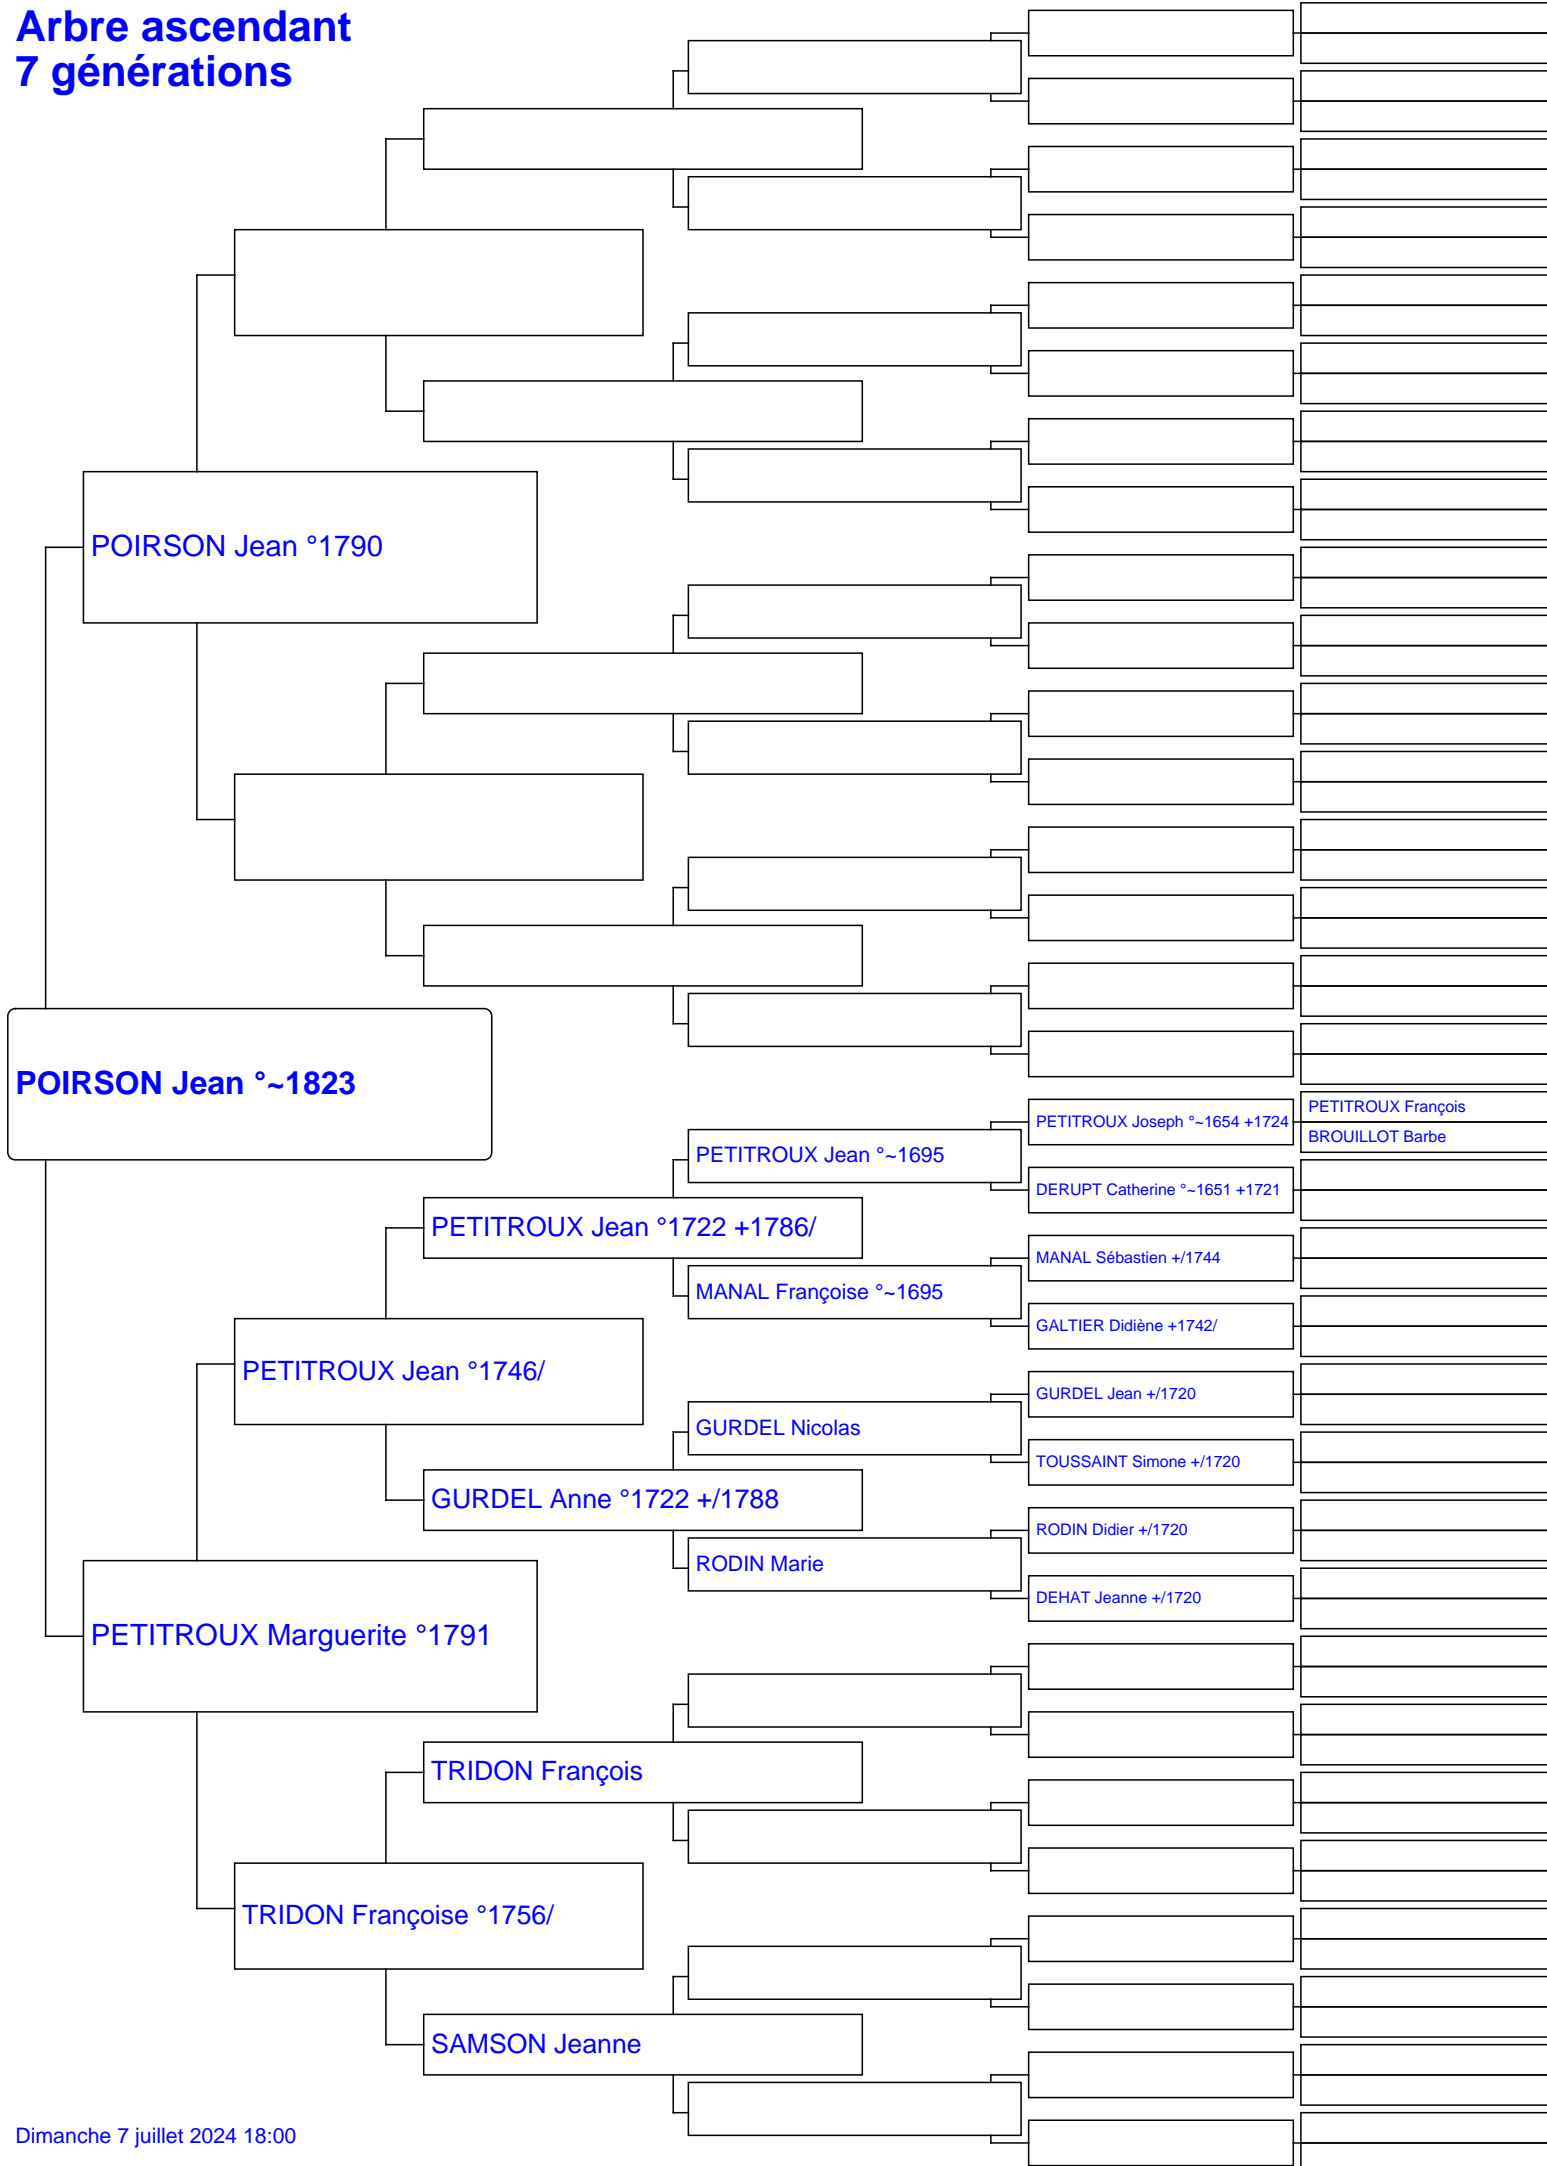 Arbre ascendant
7 générations
POIRSON Jean °1790
POIRSON Jean °~1823
PETITROUX François
PETITROUX Joseph °~1654 +1724
BROUILLOT Barbe
PETITROUX Jean °~1695
DERUPT Catherine °~1651 +1721
PETITROUX Jean °1722 +1786/
MANAL Sébastien +/1744
MANAL Françoise °~1695
GALTIER Didiène +1742/
PETITROUX Jean °1746/
GURDEL Jean +/1720
GURDEL Nicolas
TOUSSAINT Simone +/1720
GURDEL Anne °1722 +/1788
RODIN Didier +/1720
RODIN Marie
DEHAT Jeanne +/1720
PETITROUX Marguerite °1791
TRIDON François
TRIDON Françoise °1756/
SAMSON Jeanne
Dimanche 7 juillet 2024 18:00